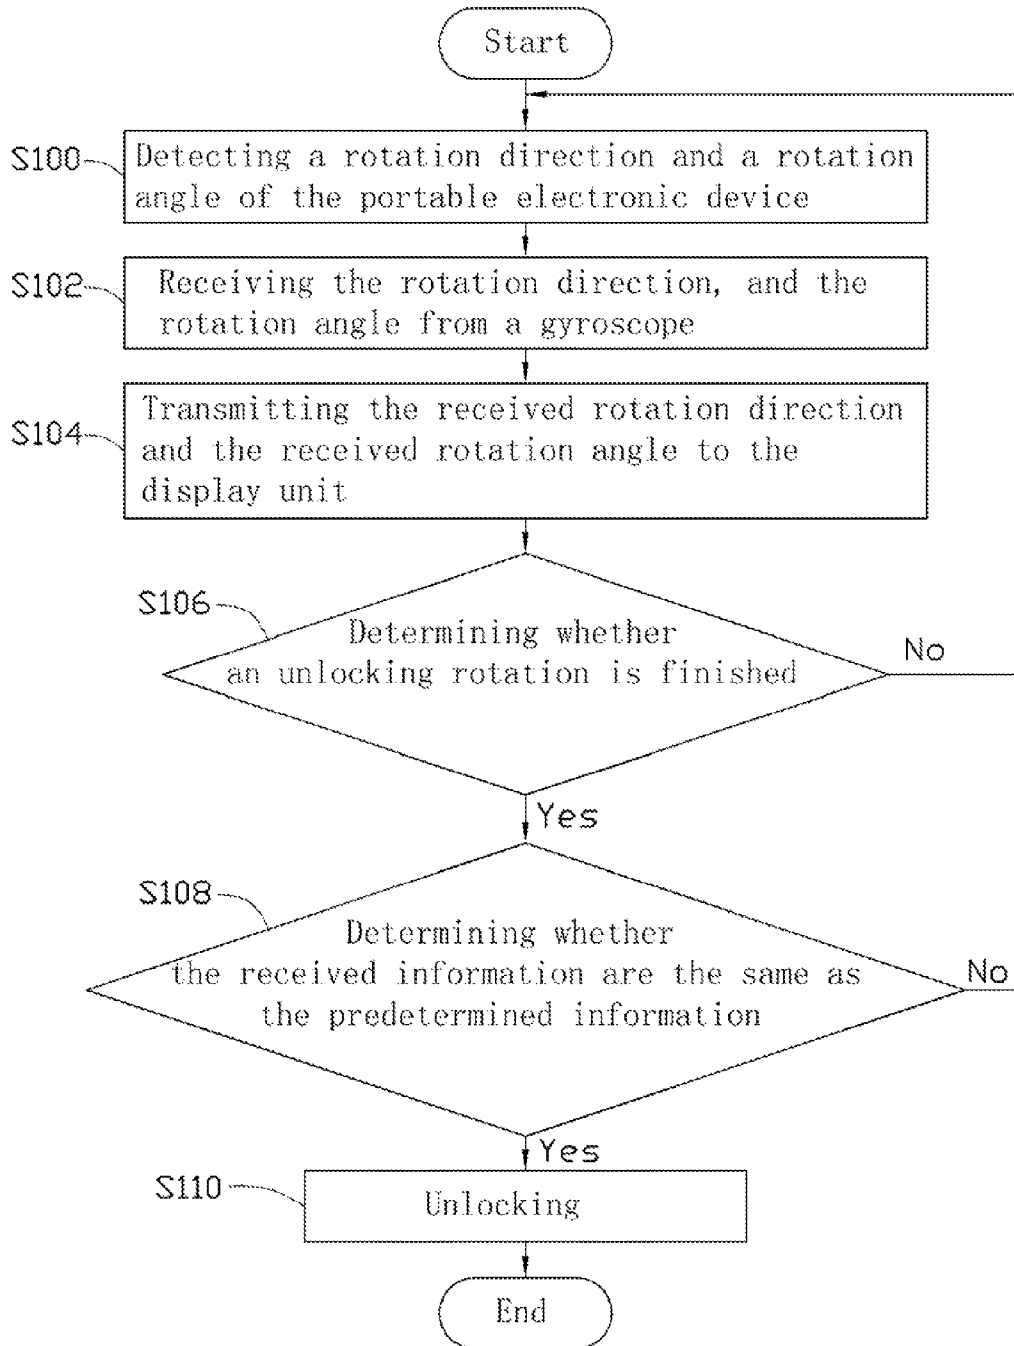 Start
S100
Detecting a rotation direction and a rotation
angle of the portable electronic device
S102
Receiving the rotation direction, and the
rotation angle from a gyroscope
S104
Transmitting the received rotation direction
and the received rotation angle to the
display unit
S106
Determining whether
an unlocking rotation is finished
No
Yes
S108
Determining whether
the received information are the same as
the predetermined information
No
Yes
S110
Unlocking
End